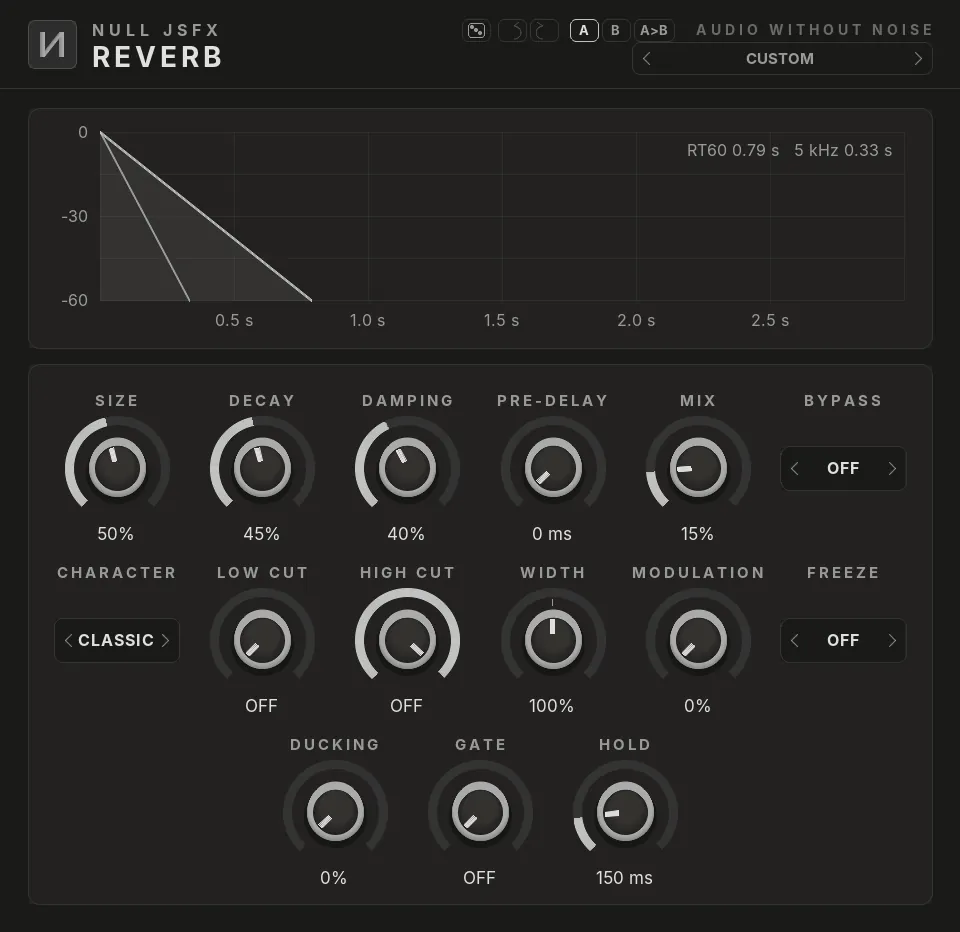 NULL JSFX
REVERB
A B A>B AUDIO WITHOUT NOISE
CUSTOM
0
RT60 0.79 s 5 kHz 0.33 s
-30
-60
0.5 s 1.0 s 1.5 s 2.0 s 2.5 s
SIZE DECAY DAMPING PRE-DELAY MIX BYPASS
OFF
50% 45% 40% 0 ms 15%
CHARACTER LOW CUT HIGH CUT WIDTH MODULATION FREEZE
CLASSIC OFF
OFF OFF 100% 0%
DUCKING GATE HOLD
0% OFF 150 ms